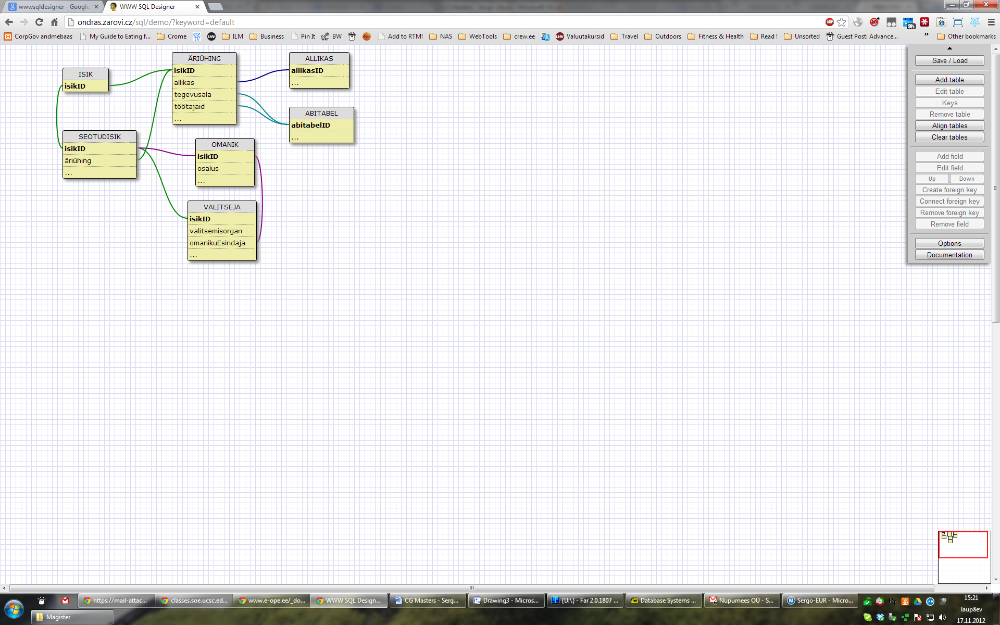 wwwsqldesigner - Google
WWW SQL Designer
ondras.zarovi.cz/sql/demo/?keyword=default
CorpGov andmebaas
My Guide to Eating f...
Crome
ILM
Business
Pin It
BW
Add to RTM!
NAS
WebTools
crew.ee
Valuutakursid
Travel
Outdoors
Fitness & Health
Read !
Unsorted
Guest Post: Advance...
»
Other bookmarks
ISIK
isikID
ÄRIÜHING
isikID
allikas
tegevusala
töötajaid
...
ALLIKAS
allikasID
...
ABITABEL
abitabelID
...
SEOTUDISIK
isikID
äriühing
...
OMANIK
isikID
osalus
...
VALITSEJA
isikID
valitsemisorgan
omanikuEsindaja
...
Save / Load
Add table
Edit table
Keys
Remove table
Align tables
Clear tables
Add field
Edit field
Up
Down
Create foreign key
Connect foreign key
Remove foreign key
Remove field
Options
Documentation
https://mail-attac...
classes.soe.ucsc.ed...
www.e-ope.ee/_do...
WWW SQL Design...
CG Masters - Serg...
Drawing3 - Micros...
{U:\} - Far 2.0.1807 ...
Database Systems ...
Nupumees OÜ - S...
Sergo-EUR - Micro...
Magister
15:21
laupäev
17.11.2012